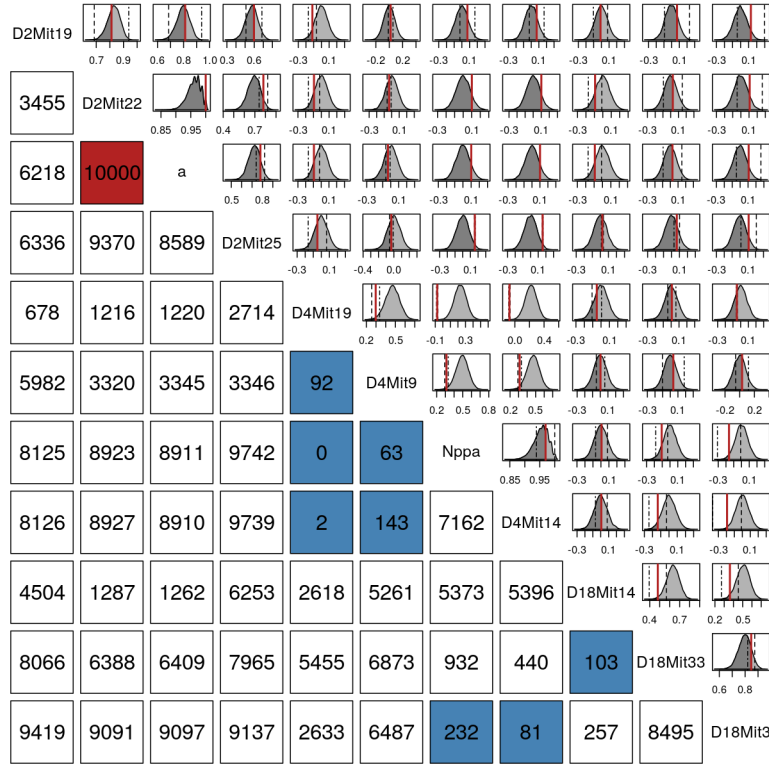 D2Mit19
0.7 0.9 0.6 0.8 1.0 0.3 0.6 -0.3 0.1 -0.2 0.2 -0.3 0.1 -0.3 0.1 -0.3 0.1 -0.3 0.1 -0.3 0.1
3455 D2Mit22
0.85 0.95 0.4 0.7 -0.3 0.1 -0.3 0.1 -0.3 0.1 -0.3 0.1 -0.3 0.1 -0.3 0.1 -0.3 0.1
6218 10000 a
0.5 0.8 -0.3 0.1 -0.3 0.1 -0.3 0.1 -0.3 0.1 -0.3 0.1 -0.3 0.1 -0.3 0.1
6336 9370 8589 D2Mit25
-0.3 0.1 -0.4 0.0 -0.3 0.1 -0.3 0.1 -0.3 0.1 -0.3 0.1 -0.3 0.1
678 1216 1220 2714 D4Mit19
0.2 0.5 -0.1 0.3 0.0 0.4 -0.3 0.1 -0.3 0.1 -0.3 0.1
5982 3320 3345 3346 92 D4Mit9
0.2 0.5 0.8 0.2 0.5 -0.3 0.1 -0.3 0.1 -0.2 0.2
8125 8923 8911 9742 0 63 Nppa
0.85 0.95 -0.3 0.1 -0.3 0.1 -0.3 0.1
8126 8927 8910 9739 2 143 7162 D4Mit14
-0.3 0.1 -0.3 0.1 -0.3 0.1
4504 1287 1262 6253 2618 5261 5373 5396 D18Mit14
0.4 0.7 0.2 0.5
8066 6388 6409 7965 5455 6873 932 440 103 D18Mit33
0.6 0.8
9419 9091 9097 9137 2633 6487 232 81 257 8495 D18Mit3